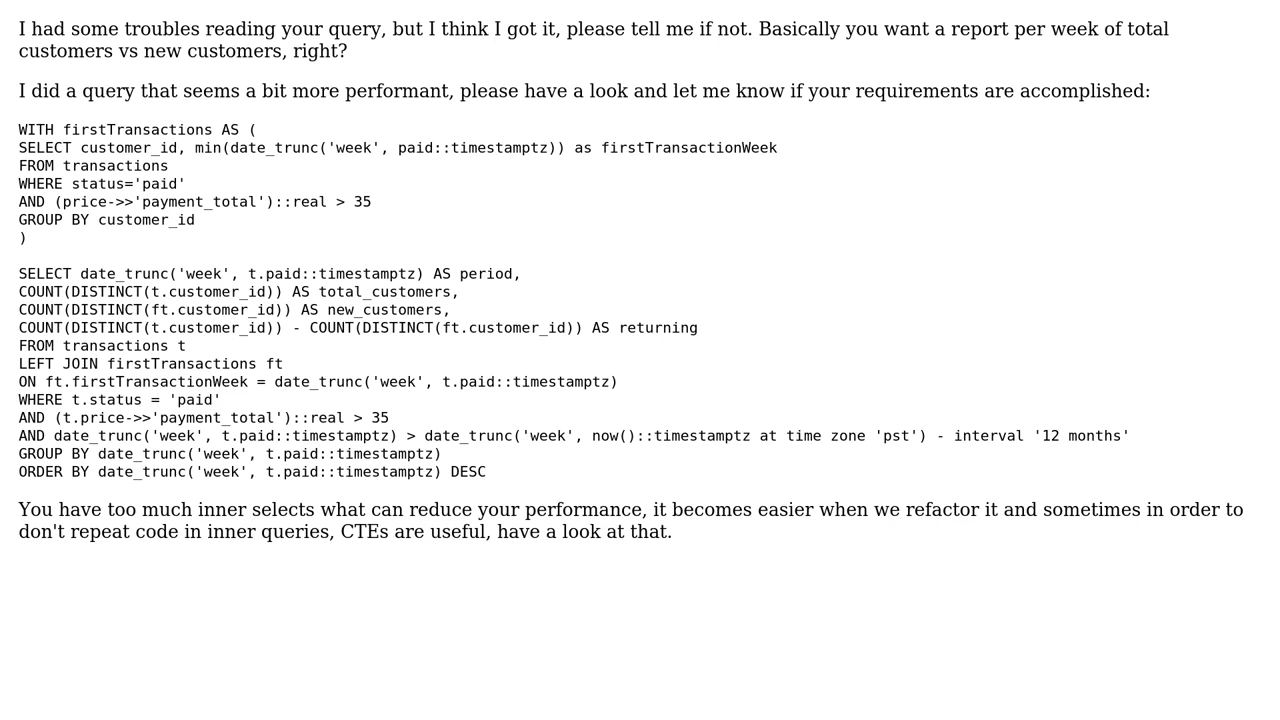 I had some troubles reading your query, but I think I got it, please tell me if not. Basically you want a report per week of total
customers vs new customers, right?
I did a query that seems a bit more performant, please have a look and let me know if your requirements are accomplished:
WITH firstTransactions AS (
SELECT customer_id, min(date_trunc('week', paid::timestamptz)) as firstTransactionWeek
FROM transactions
WHERE status='paid'
AND (price->>'payment_total')::real > 35
GROUP BY customer_id
)
SELECT date_trunc('week', t.paid::timestamptz) AS period,
COUNT(DISTINCT(t.customer_id)) AS total_customers,
COUNT(DISTINCT(ft.customer_id)) AS new_customers,
COUNT(DISTINCT(t.customer_id)) - COUNT(DISTINCT(ft.customer_id)) AS returning
FROM transactions t
LEFT JOIN firstTransactions ft
ON ft.firstTransactionWeek = date_trunc('week', t.paid::timestamptz)
WHERE t.status = 'paid'
AND (t.price->>'payment_total')::real > 35
AND date_trunc('week', t.paid::timestamptz) > date_trunc('week', now()::timestamptz at time zone 'pst') - interval '12 months'
GROUP BY date_trunc('week', t.paid::timestamptz)
ORDER BY date_trunc('week', t.paid::timestamptz) DESC
You have too much inner selects what can reduce your performance, it becomes easier when we refactor it and sometimes in order to
don't repeat code in inner queries, CTEs are useful, have a look at that.